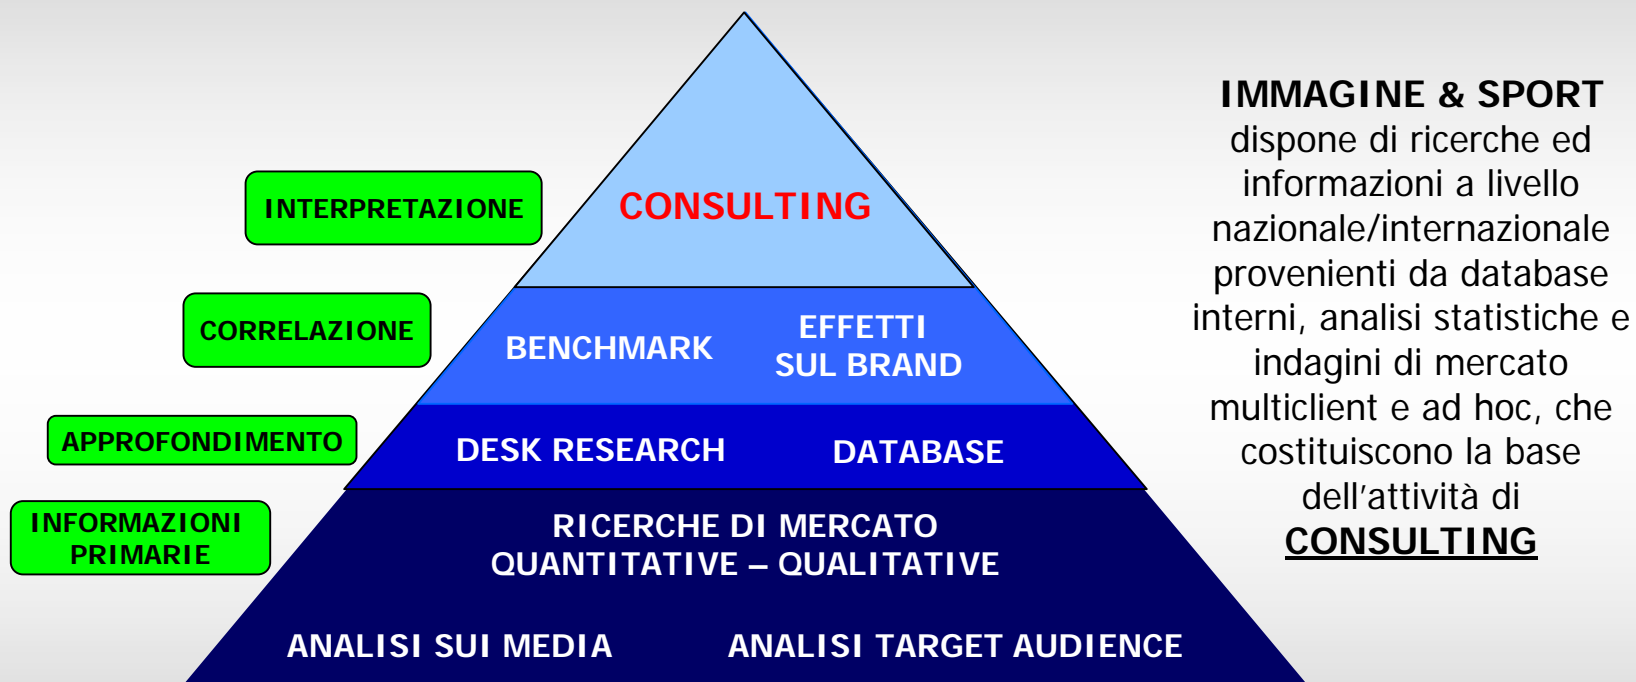 INTERPRETAZIONE
CONSULTING
CORRELAZIONE
BENCHMARK
EFFETTI
SUL BRAND
APPROFONDIMENTO
DESK RESEARCH
DATABASE
INFORMAZIONI
PRIMARIE
RICERCHE DI MERCATO
QUANTITATIVE – QUALITATIVE
ANALISI SUI MEDIA
ANALISI TARGET AUDIENCE
IMMAGINE & SPORT
dispone di ricerche ed
informazioni a livello
nazionale/internazionale
provenienti da database
interni, analisi statistiche e
indagini di mercato
multiclient e ad hoc, che
costituiscono la base
dell’attività di
CONSULTING